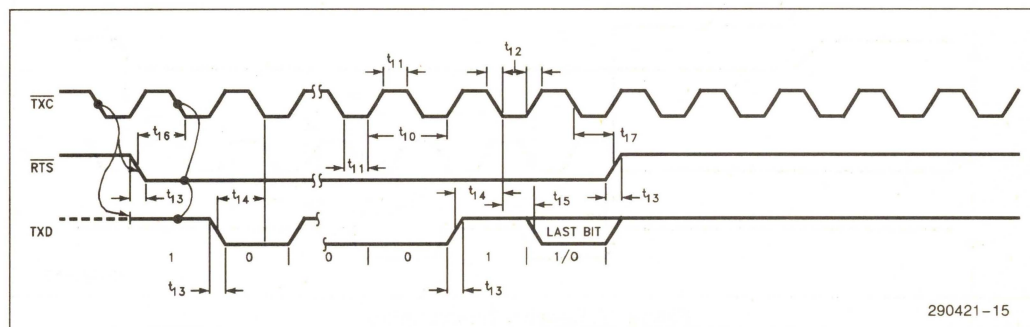 t11
t12
TXC
t16
t10
t17
t11
RTS
t13
t14
t14
t15
t13
TXD
LAST BIT
1
0
0
0
1
1/0
t13
t13
290421-15